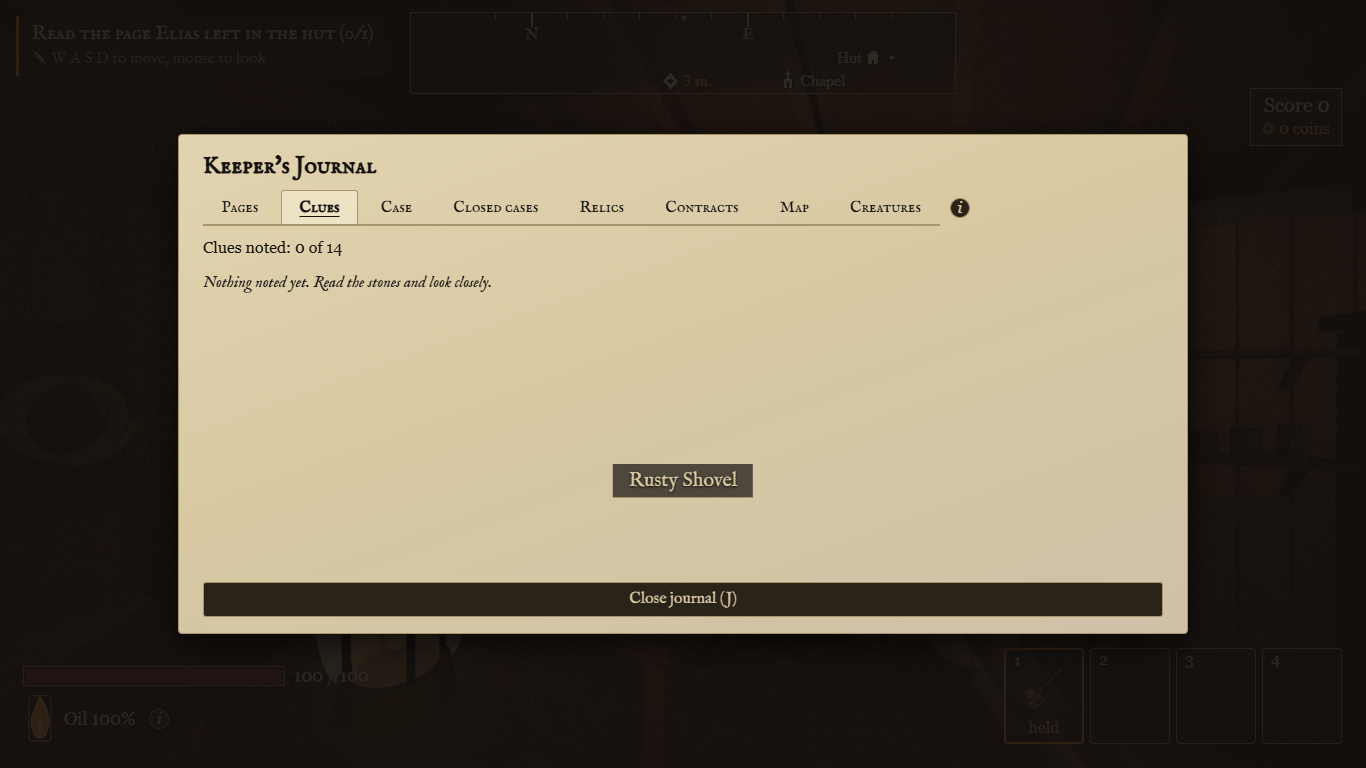 Read the page Elias left in the hut (0/1)
W A S D to move, mouse to look
N E
Hut
3 m Chapel
Score 0
0 coins
Keeper's Journal
Pages Clues Case Closed cases Relics Contracts Map Creatures i
Clues noted: 0 of 14
Nothing noted yet. Read the stones and look closely.
Rusty Shovel
Close journal (J)
100 / 100
Oil 100% i
1 2 3 4
held